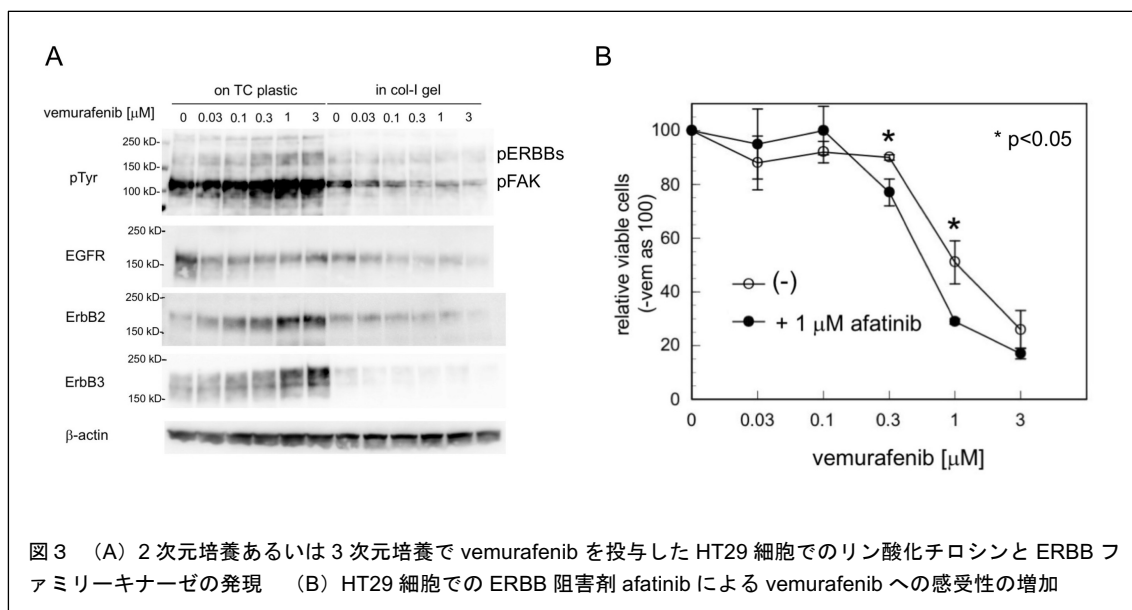 A
on TC plastic in col-I gel
vemurafenib [μM] 0 0.03 0.1 0.3 1 3 0 0.03 0.1 0.3 1 3
250 kD-
pERBBs
150 kD-
pTyr
pFAK
100 kD-
250 kD-
EGFR
150 kD-
250 kD-
ErbB2
150 kD-
250 kD-
ErbB3
150 kD-
β-actin
B
100
80
60
40
20
0
relative viable cells
(-vem as 100)
* p<0.05
*
*
(-)
+ 1 μM afatinib
0 0.03 0.1 0.3 1 3
vemurafenib [μM]
図3 (A)2 次元培養あるいは 3 次元培養で vemurafenib を投与した HT29 細胞でのリン酸化チロシンと ERBB フ
ァミリーキナーゼの発現 (B)HT29 細胞での ERBB 阻害剤 afatinib による vemurafenib への感受性の増加